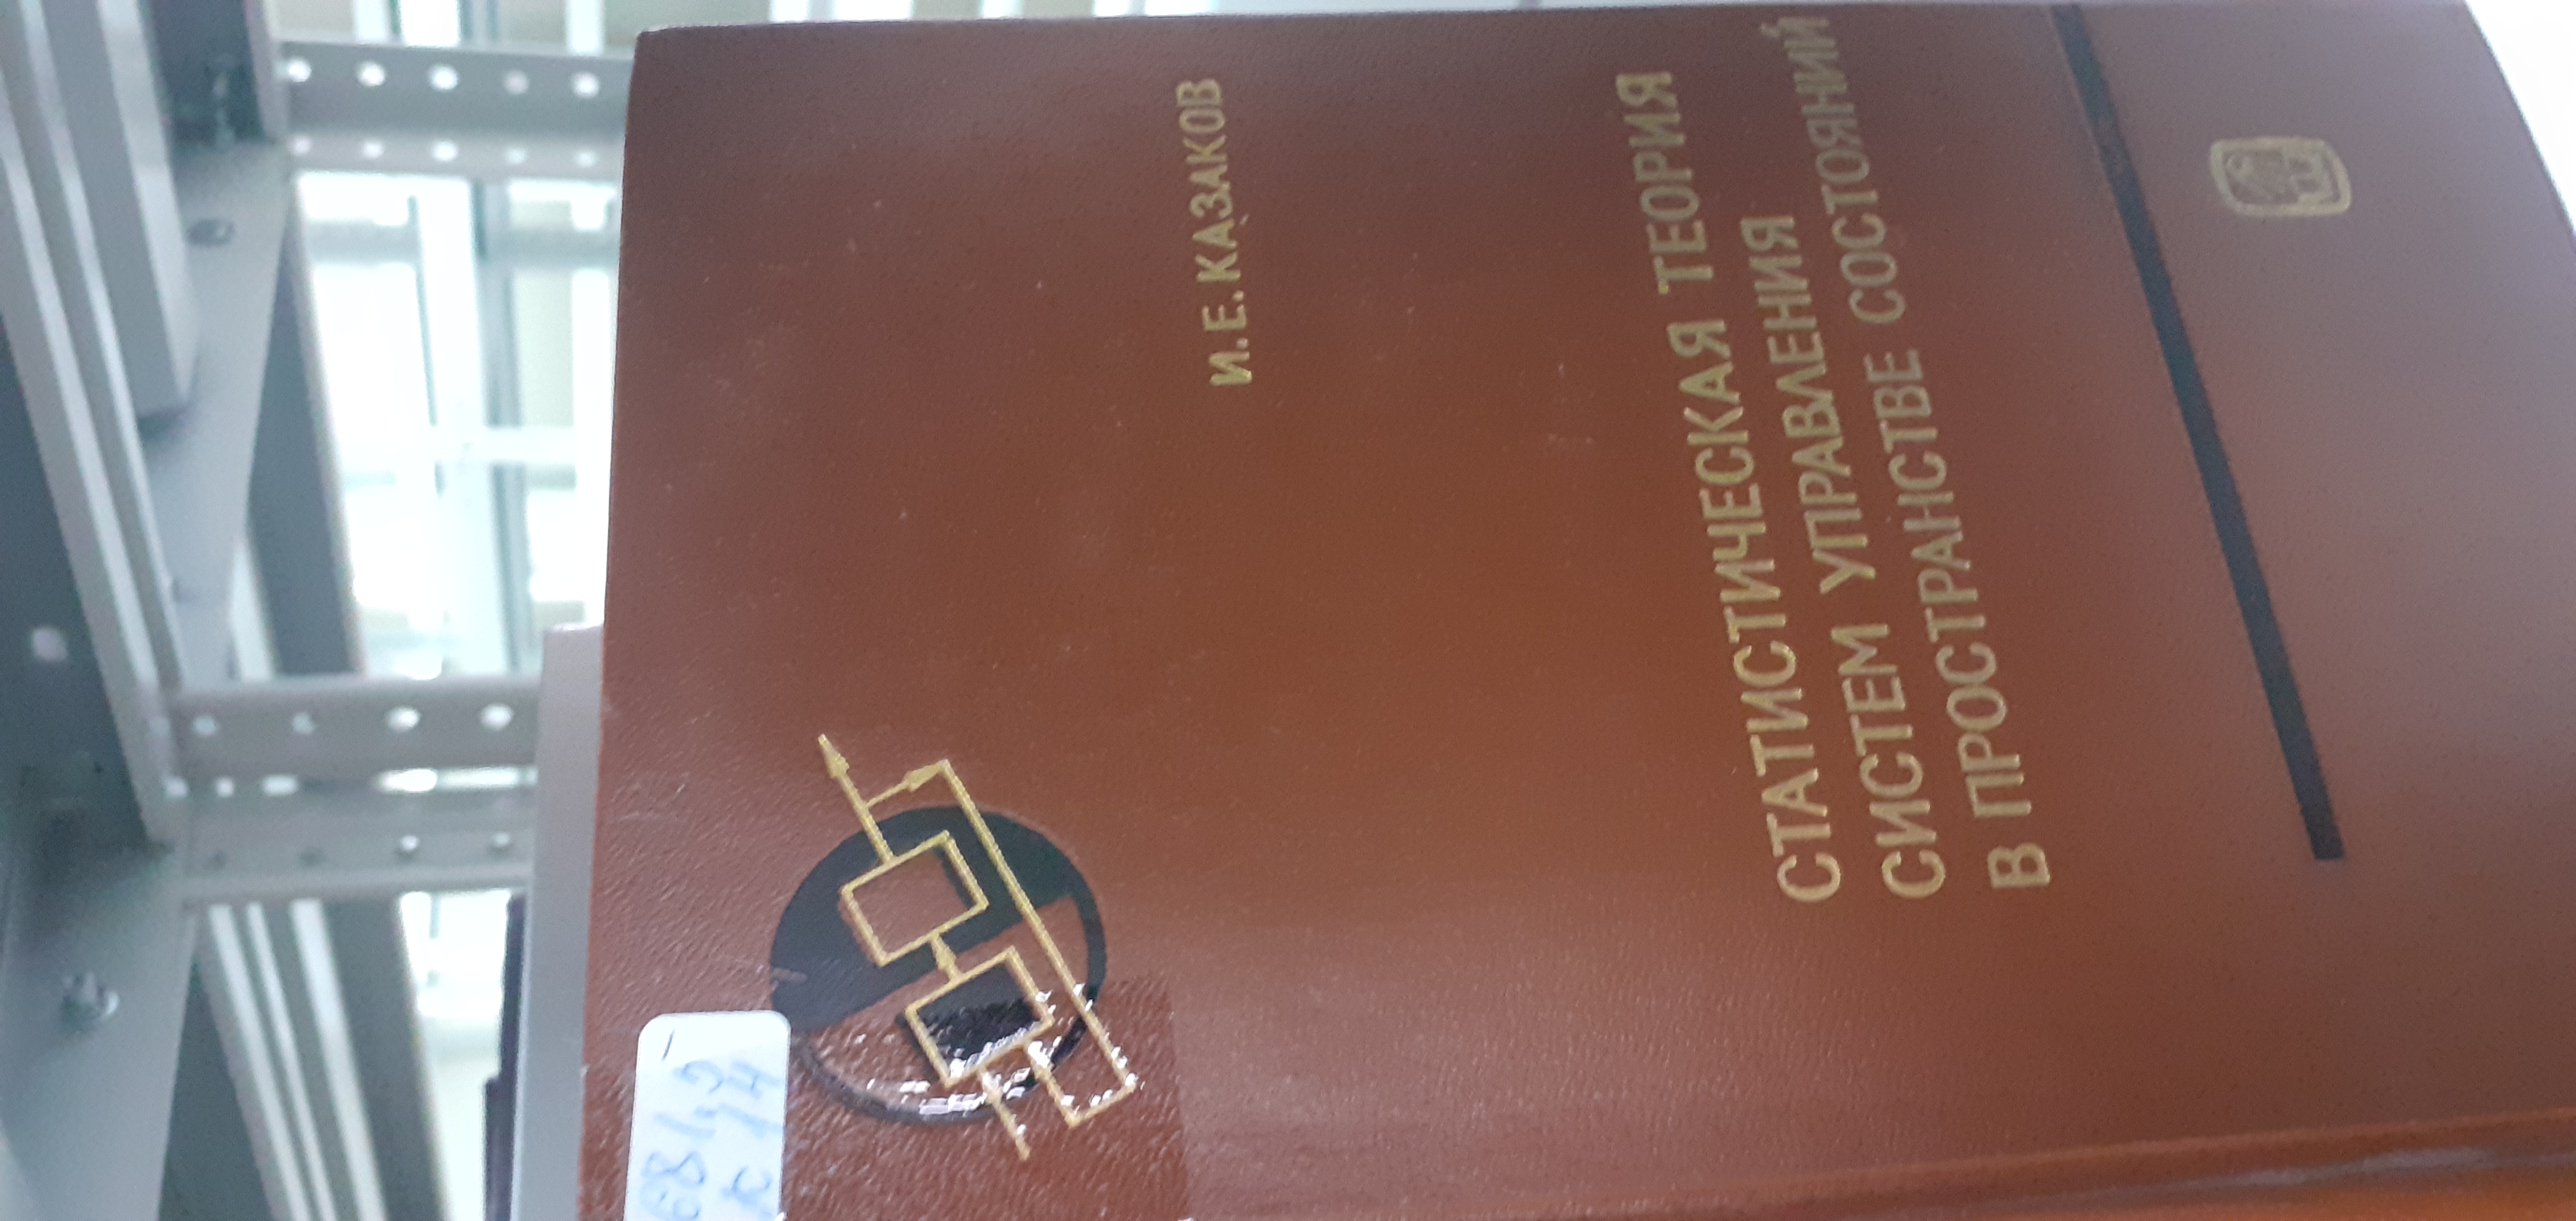 И.Е.КАЗАКОВ
СТАТИСТИЧЕСКАЯ ТЕОРИЯ
СИСТЕМ УПРАВЛЕНИЯ
В ПРОСТРАНСТВЕ СОСТОЯНИЙ